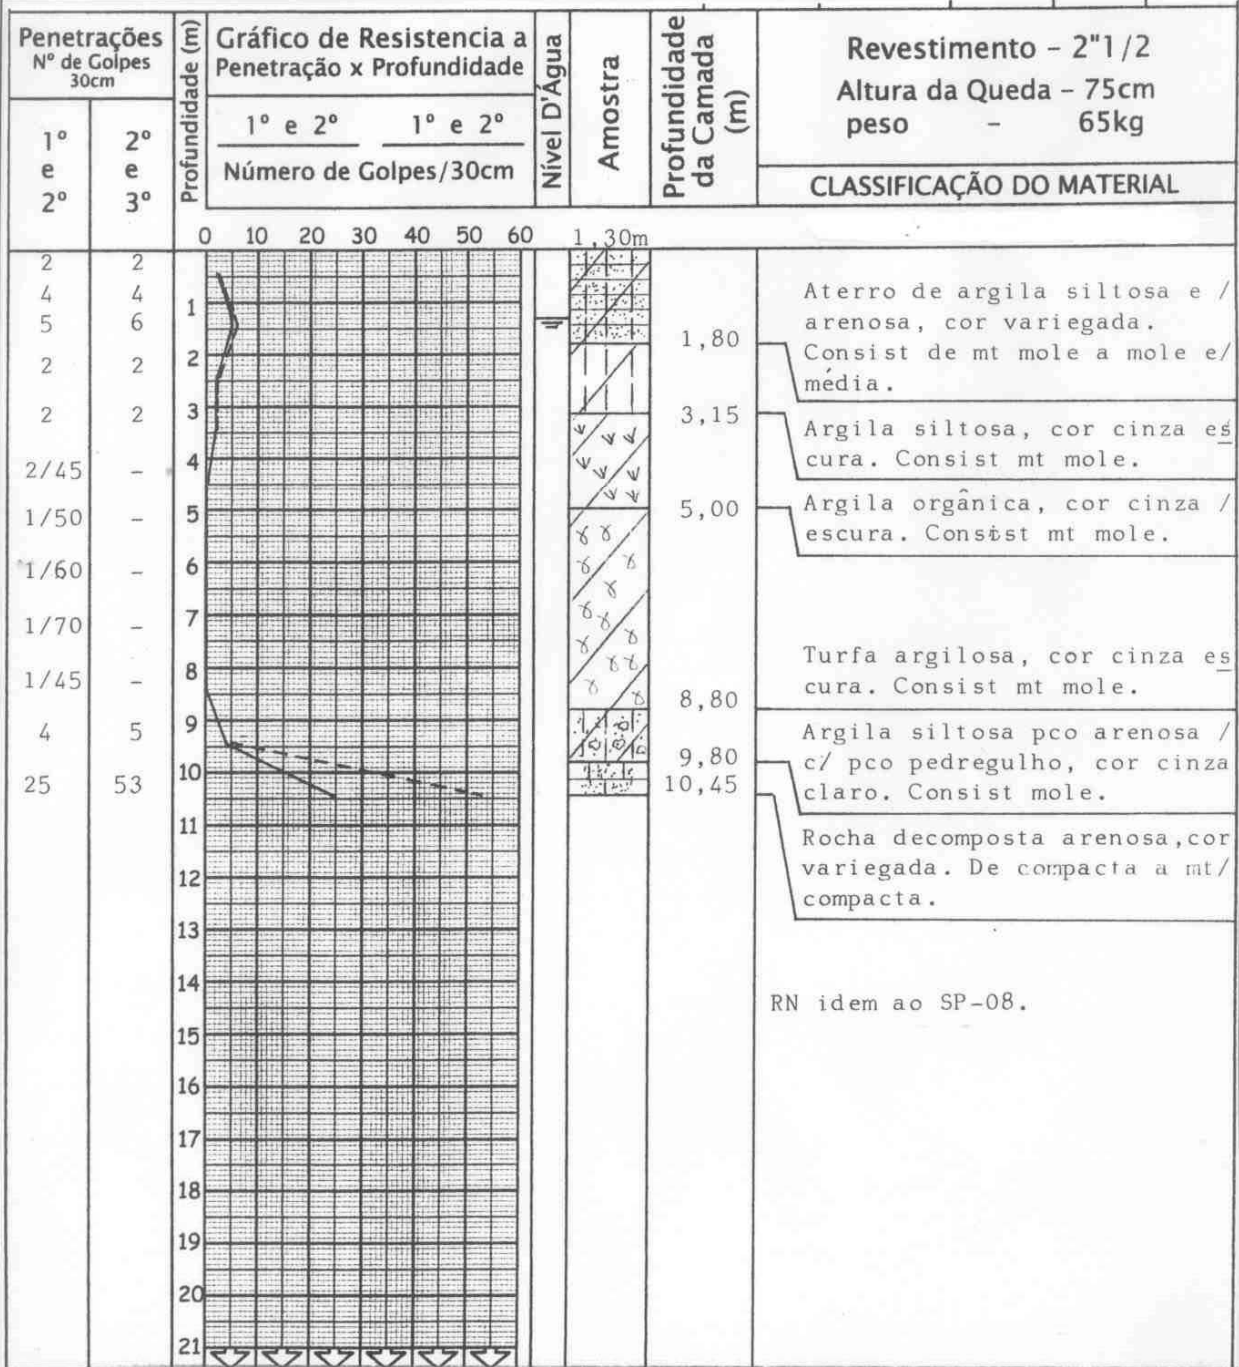 Penetrações
Nº de Golpes
30cm
1º
e
2º
2º
e
3º
Profundidade (m)
Gráfico de Resistencia a
Penetração x Profundidade
1º e 2º 1º e 2º
Número de Golpes/30cm
Nível D'Água
Amostra
Profundidade
da Camada
(m)
Revestimento - 2"1/2
Altura da Queda - 75cm
peso - 65kg
CLASSIFICAÇÃO DO MATERIAL
0 10 20 30 40 50 60
1,30m
2 2
4 4
5 6
2 2
2 2
2/45 -
1/50 -
1/60 -
1/70 -
1/45 -
4 5
25 53
1
2
3
4
5
6
7
8
9
10
11
12
13
14
15
16
17
18
19
20
21
1,80
3,15
5,00
8,80
9,80
10,45
Aterro de argila siltosa e /
arenosa, cor variegada.
Consist de mt mole a mole e/
média.
Argila siltosa, cor cinza es
cura. Consist mt mole.
Argila orgânica, cor cinza /
escura. Consist mt mole.
Turfa argilosa, cor cinza es
cura. Consist mt mole.
Argila siltosa pco arenosa /
c/ pco pedregulho, cor cinza
claro. Consist mole.
Rocha decomposta arenosa,cor
variegada. De compacta a mt/
compacta.
RN idem ao SP-08.